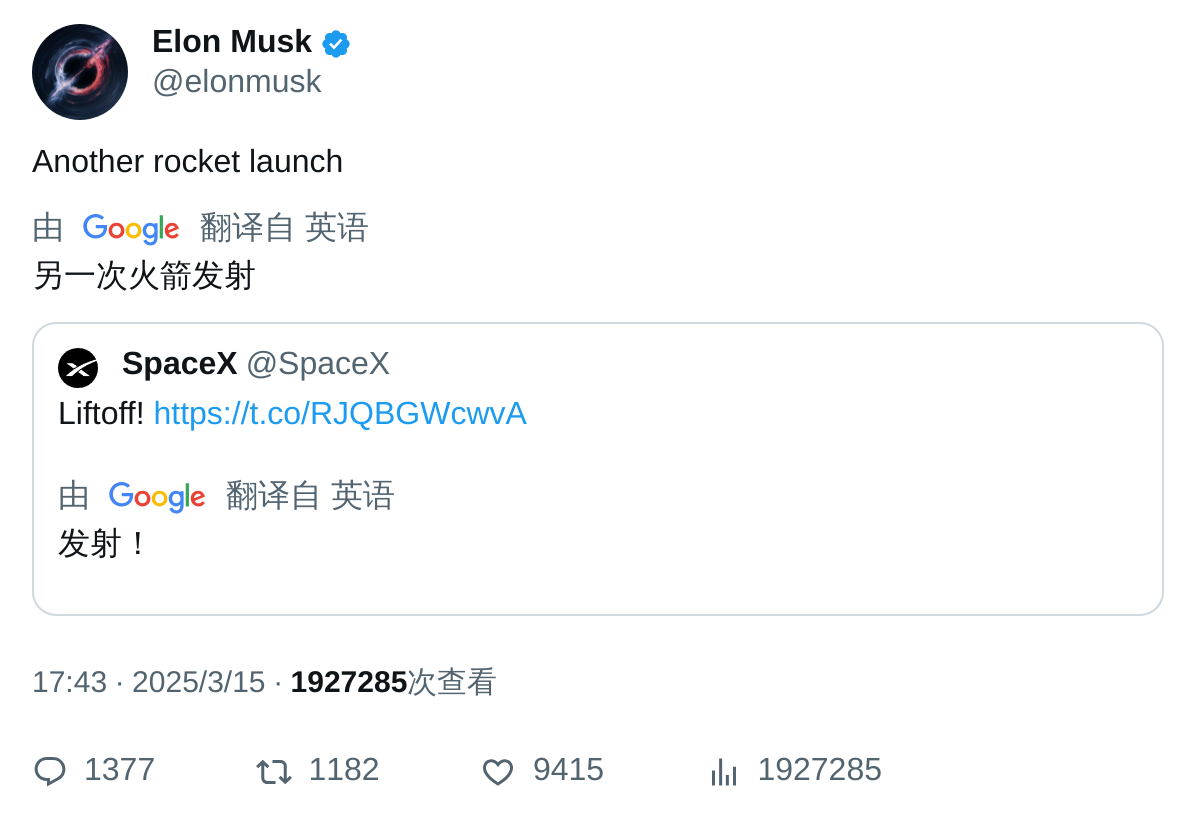 Elon Musk
@elonmusk
Another rocket launch
由 Google 翻译自 英语
另一次火箭发射
SpaceX @SpaceX
Liftoff! https://t.co/RJQBGWcwvA
由 Google 翻译自 英语
发射！
17:43 · 2025/3/15 · 1927285次查看
1377 1182 9415 1927285